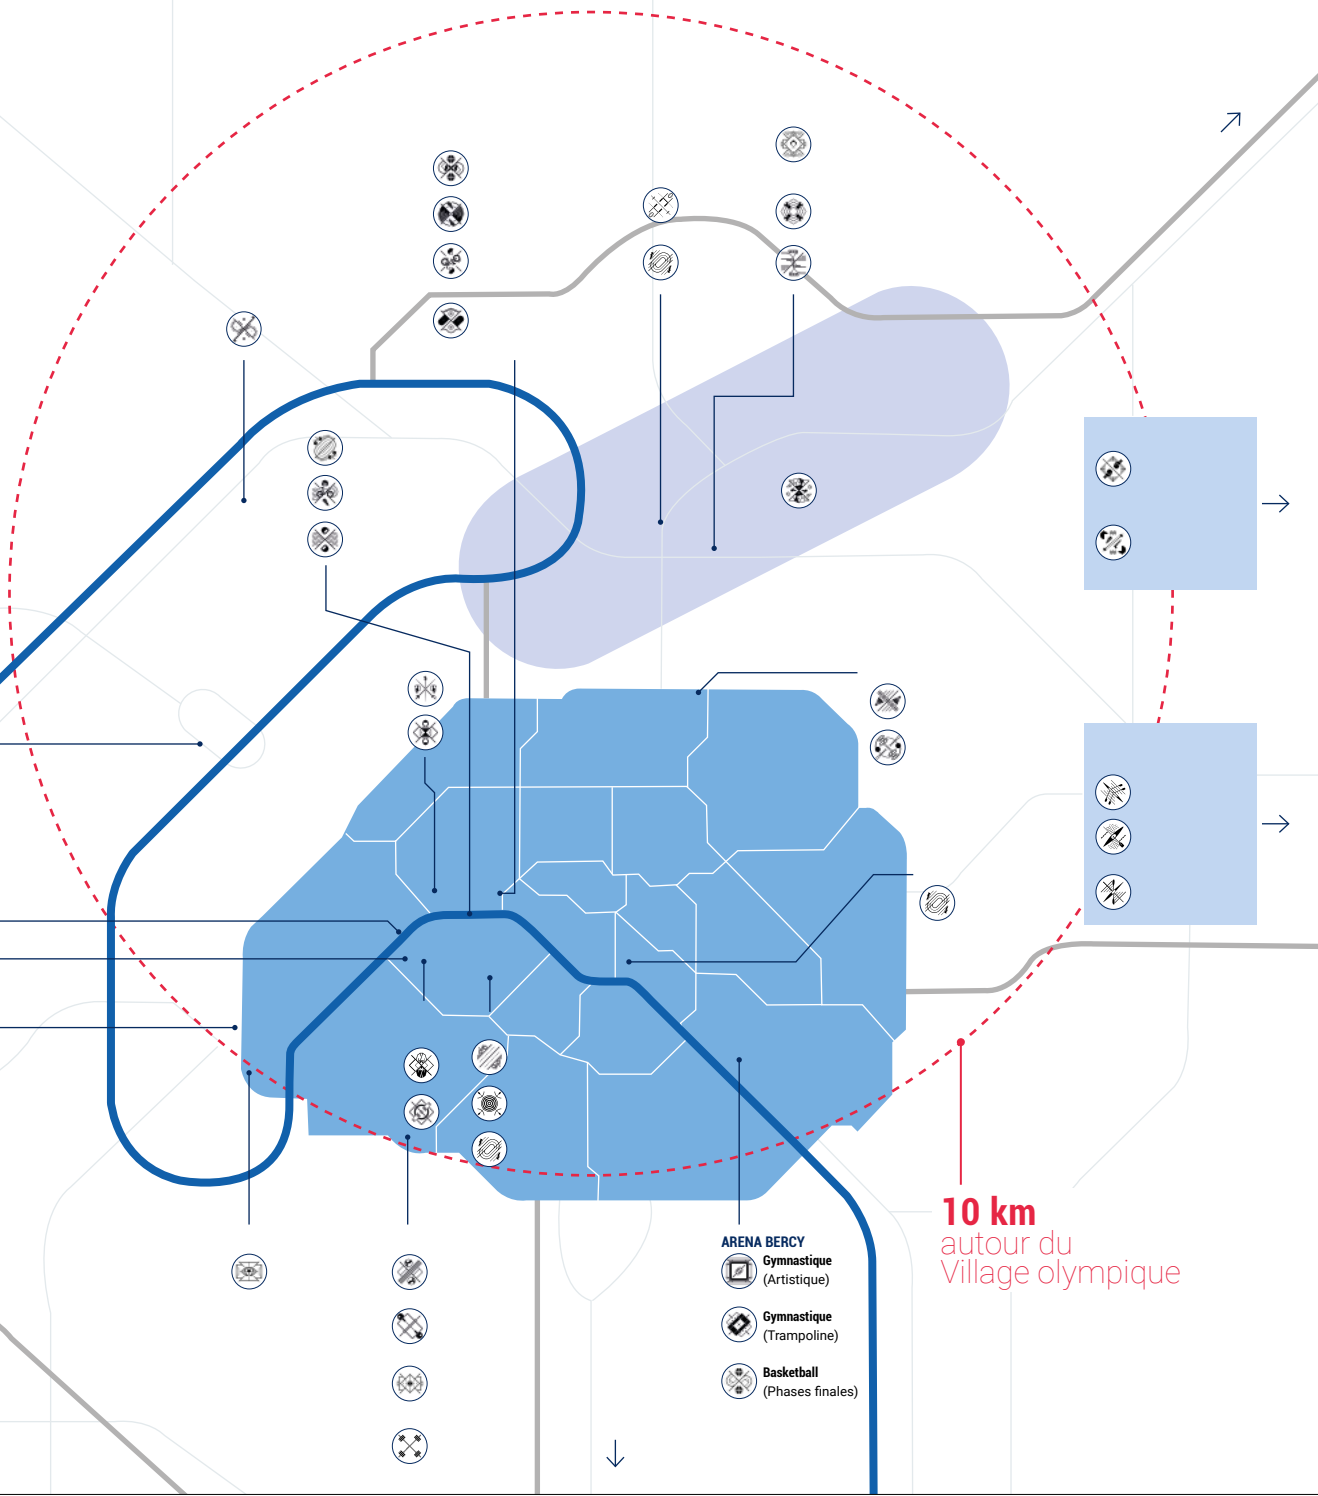 10 km
autour du
Village olympique
ARENA BERCY
Gymnastique
(Artistique)
Gymnastique
(Trampoline)
Basketball
(Phases finales)